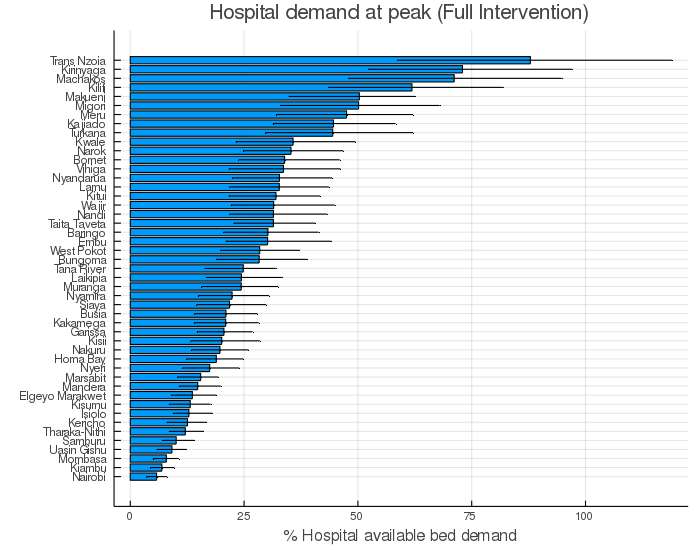 Hospital demand at peak (Full Intervention)
Trans Nzoia
Kirinyaga
Machakos
Kilifi
Makueni
Migori
Meru
Kajiado
Turkana
Kwale
Narok
Bomet
Vihiga
Nyandarua
Lamu
Kitui
Wajir
Nandi
Taita Taveta
Baringo
Embu
West Pokot
Bungoma
Tana River
Laikipia
Muranga
Nyamira
Siaya
Busia
Kakamega
Garissa
Kisii
Nakuru
Homa Bay
Nyeri
Marsabit
Mandera
Elgeyo Marakwet
Kisumu
Isiolo
Kericho
Tharaka-Nithi
Samburu
Uasin Gishu
Mombasa
Kiambu
Nairobi
0 25 50 75 100
% Hospital available bed demand